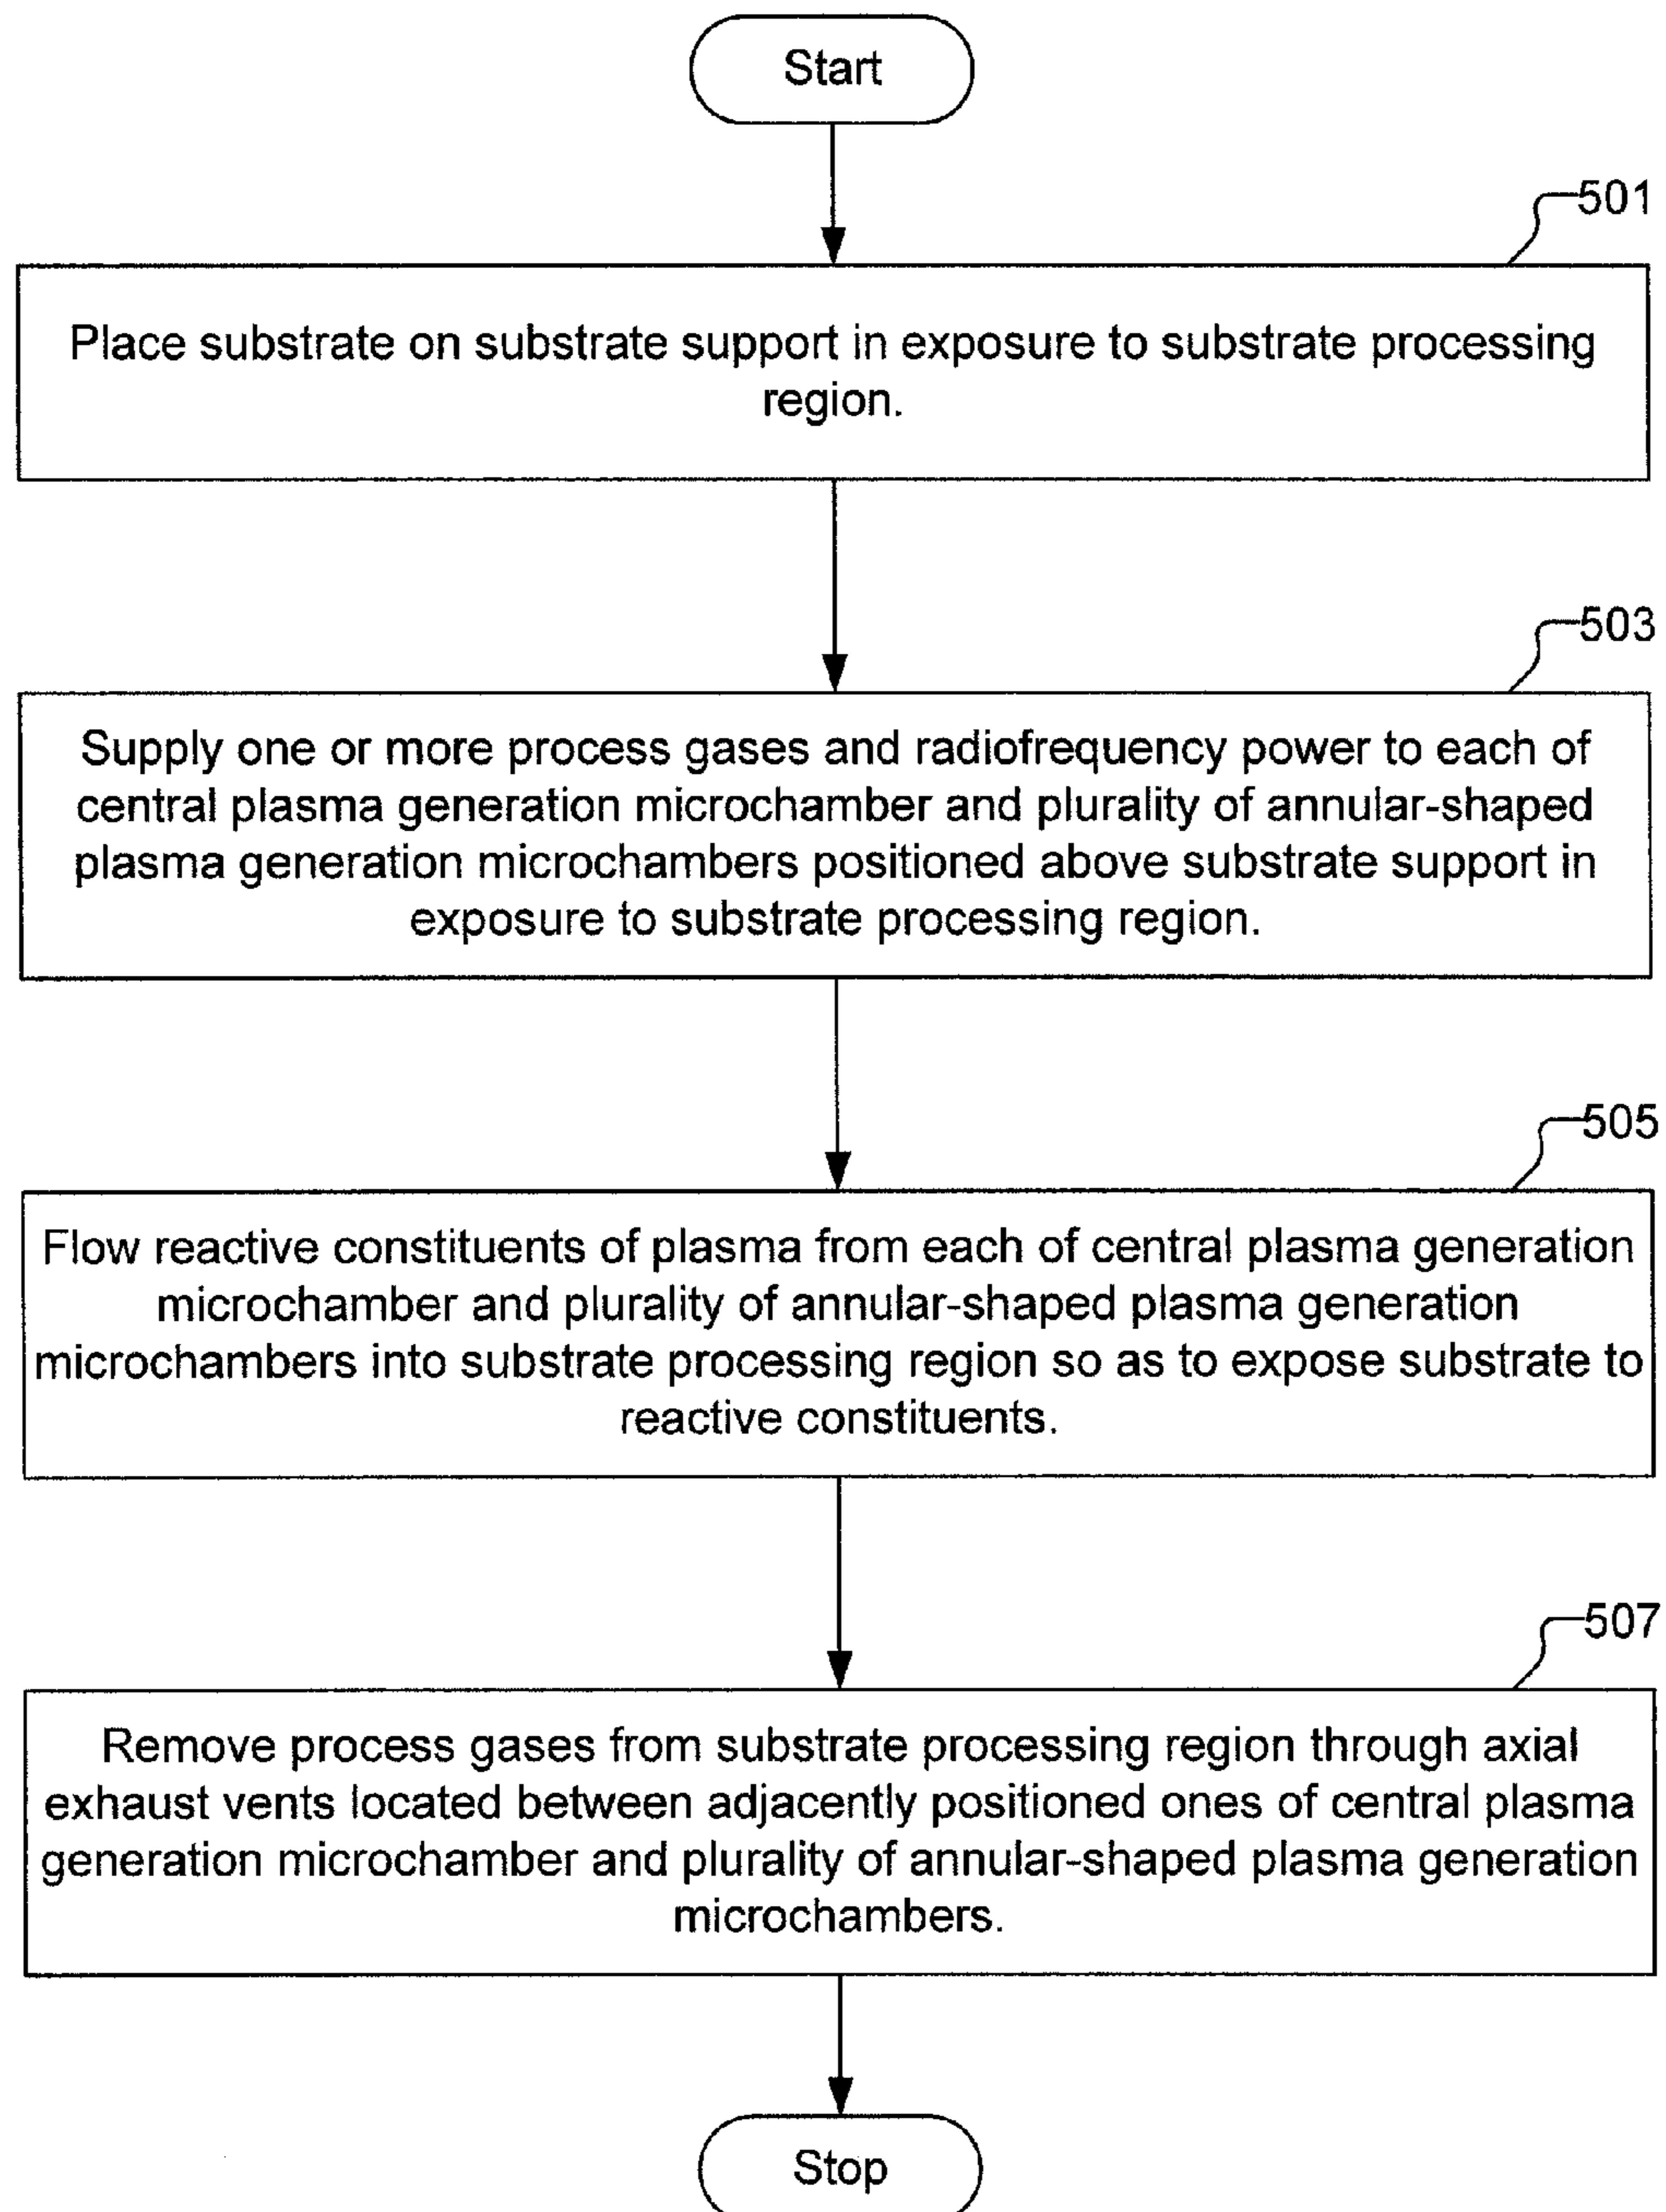 Start
501
Place substrate on substrate support in exposure to substrate processing
region.
503
Supply one or more process gases and radiofrequency power to each of
central plasma generation microchamber and plurality of annular-shaped
plasma generation microchambers positioned above substrate support in
exposure to substrate processing region.
505
Flow reactive constituents of plasma from each of central plasma generation
microchamber and plurality of annular-shaped plasma generation
microchambers into substrate processing region so as to expose substrate to
reactive constituents.
507
Remove process gases from substrate processing region through axial
exhaust vents located between adjacently positioned ones of central plasma
generation microchamber and plurality of annular-shaped plasma generation
microchambers.
Stop